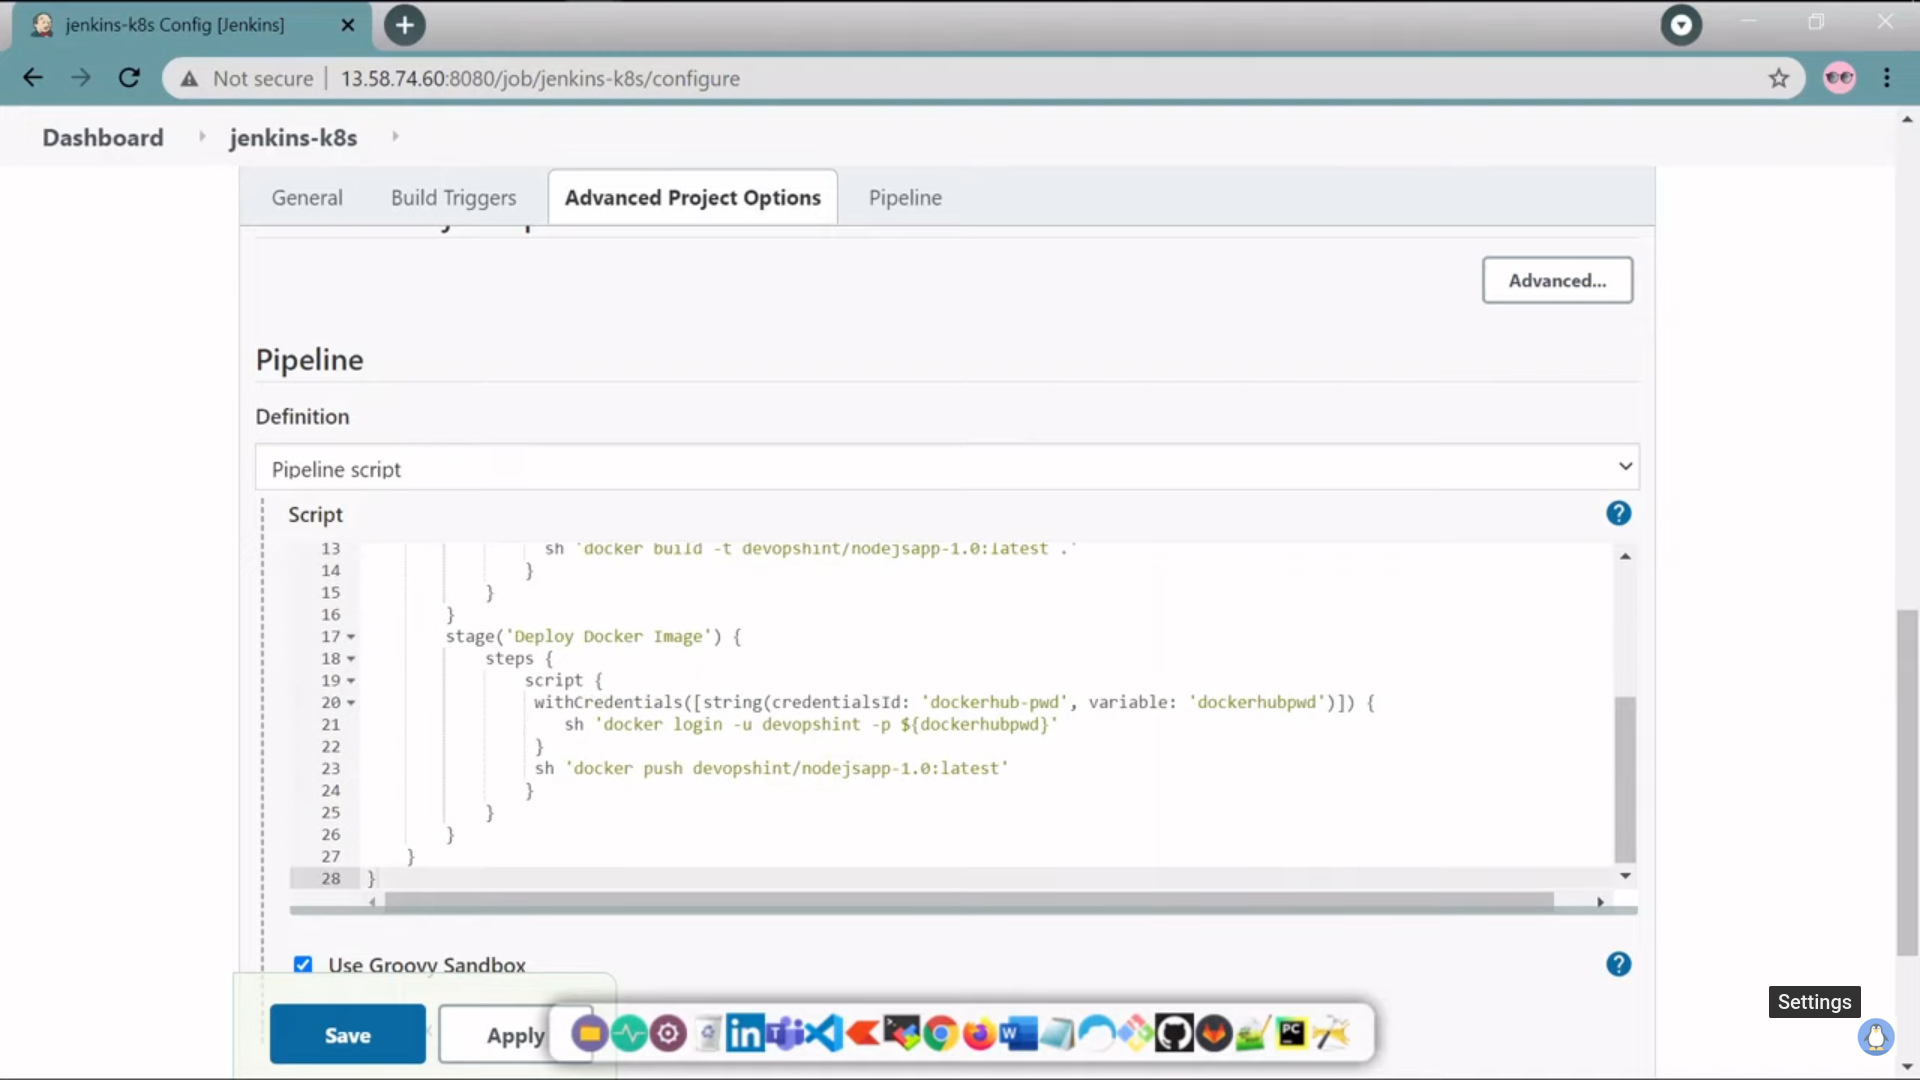 jenkins-k8s Config [Jenkins]
Not secure | 13.58.74.60:8080/job/jenkins-k8s/configure
Dashboard
jenkins-k8s
General
Build Triggers
Advanced Project Options
Pipeline
Advanced...
Pipeline
Definition
Pipeline script
Script
13 sh 'docker build -t devopshint/nodejsapp-1.0:latest .'
14 }
15 }
16 }
17 stage('Deploy Docker Image') {
18 steps {
19 script {
20 withCredentials([string(credentialsId: 'dockerhub-pwd', variable: 'dockerhubpwd')]) {
21 sh 'docker login -u devopshint -p ${dockerhubpwd}'
22 }
23 sh 'docker push devopshint/nodejsapp-1.0:latest'
24 }
25 }
26 }
27 }
28 }
Use Groovy Sandbox
Settings
Save
Apply
in
W
PC